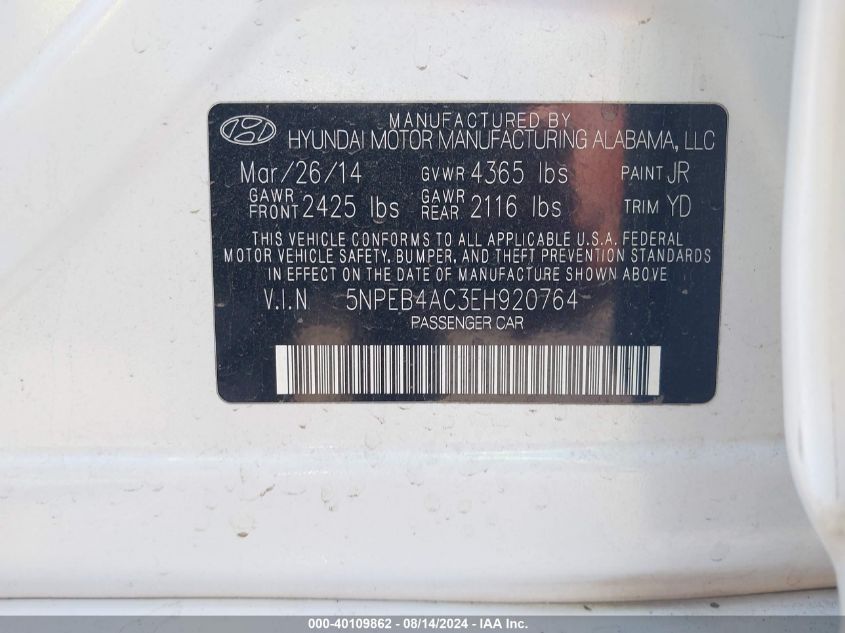 MANUFACTURED BY
HYUNDAI MOTOR MANUFACTURING ALABAMA, LLC
Mar/26/14 GVWR 4365 lbs PAINT JR
GAWR FRONT 2425 lbs GAWR REAR 2116 lbs TRIM YD
THIS VEHICLE CONFORMS TO ALL APPLICABLE U.S.A. FEDERAL
MOTOR VEHICLE SAFETY, BUMPER, AND THEFT PREVENTION STANDARDS
IN EFFECT ON THE DATE OF MANUFACTURE SHOWN ABOVE
V.I.N 5NPEB4AC3EH920764
PASSENGER CAR
000-40109862 - 08/14/2024 - IAA Inc.